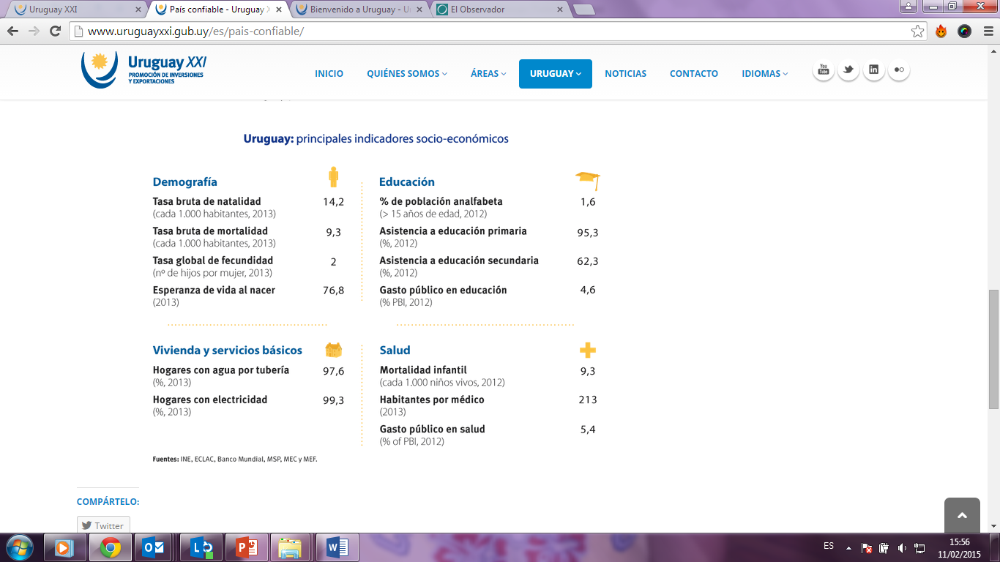 Uruguay XXI
País confiable - Uruguay X
Bienvenido a Uruguay - U
El Observador
www.uruguayxxi.gub.uy/es/pais-confiable/
Uruguay XXI
PROMOCIÓN DE INVERSIONES
Y EXPORTACIONES
INICIO
QUIÉNES SOMOS
ÁREAS
URUGUAY
NOTICIAS
CONTACTO
IDIOMAS
You
Tube
Uruguay: principales indicadores socio-económicos
Demografía
Tasa bruta de natalidad 14,2
(cada 1.000 habitantes, 2013)
Tasa bruta de mortalidad 9,3
(cada 1.000 habitantes, 2013)
Tasa global de fecundidad 2
(nº de hijos por mujer, 2013)
Esperanza de vida al nacer 76,8
(2013)
Educación
% de población analfabeta 1,6
(> 15 años de edad, 2012)
Asistencia a educación primaria 95,3
(%, 2012)
Asistencia a educación secundaria 62,3
(%, 2012)
Gasto público en educación 4,6
(% PBI, 2012)
Vivienda y servicios básicos
Hogares con agua por tubería 97,6
(%, 2013)
Hogares con electricidad 99,3
(%, 2013)
Salud
Mortalidad infantil 9,3
(cada 1.000 niños vivos, 2012)
Habitantes por médico 213
(2013)
Gasto público en salud 5,4
(% of PBI, 2012)
Fuentes: INE, ECLAC, Banco Mundial, MSP, MEC y MEF.
COMPÁRTELO:
Twitter
ES
15:56
11/02/2015